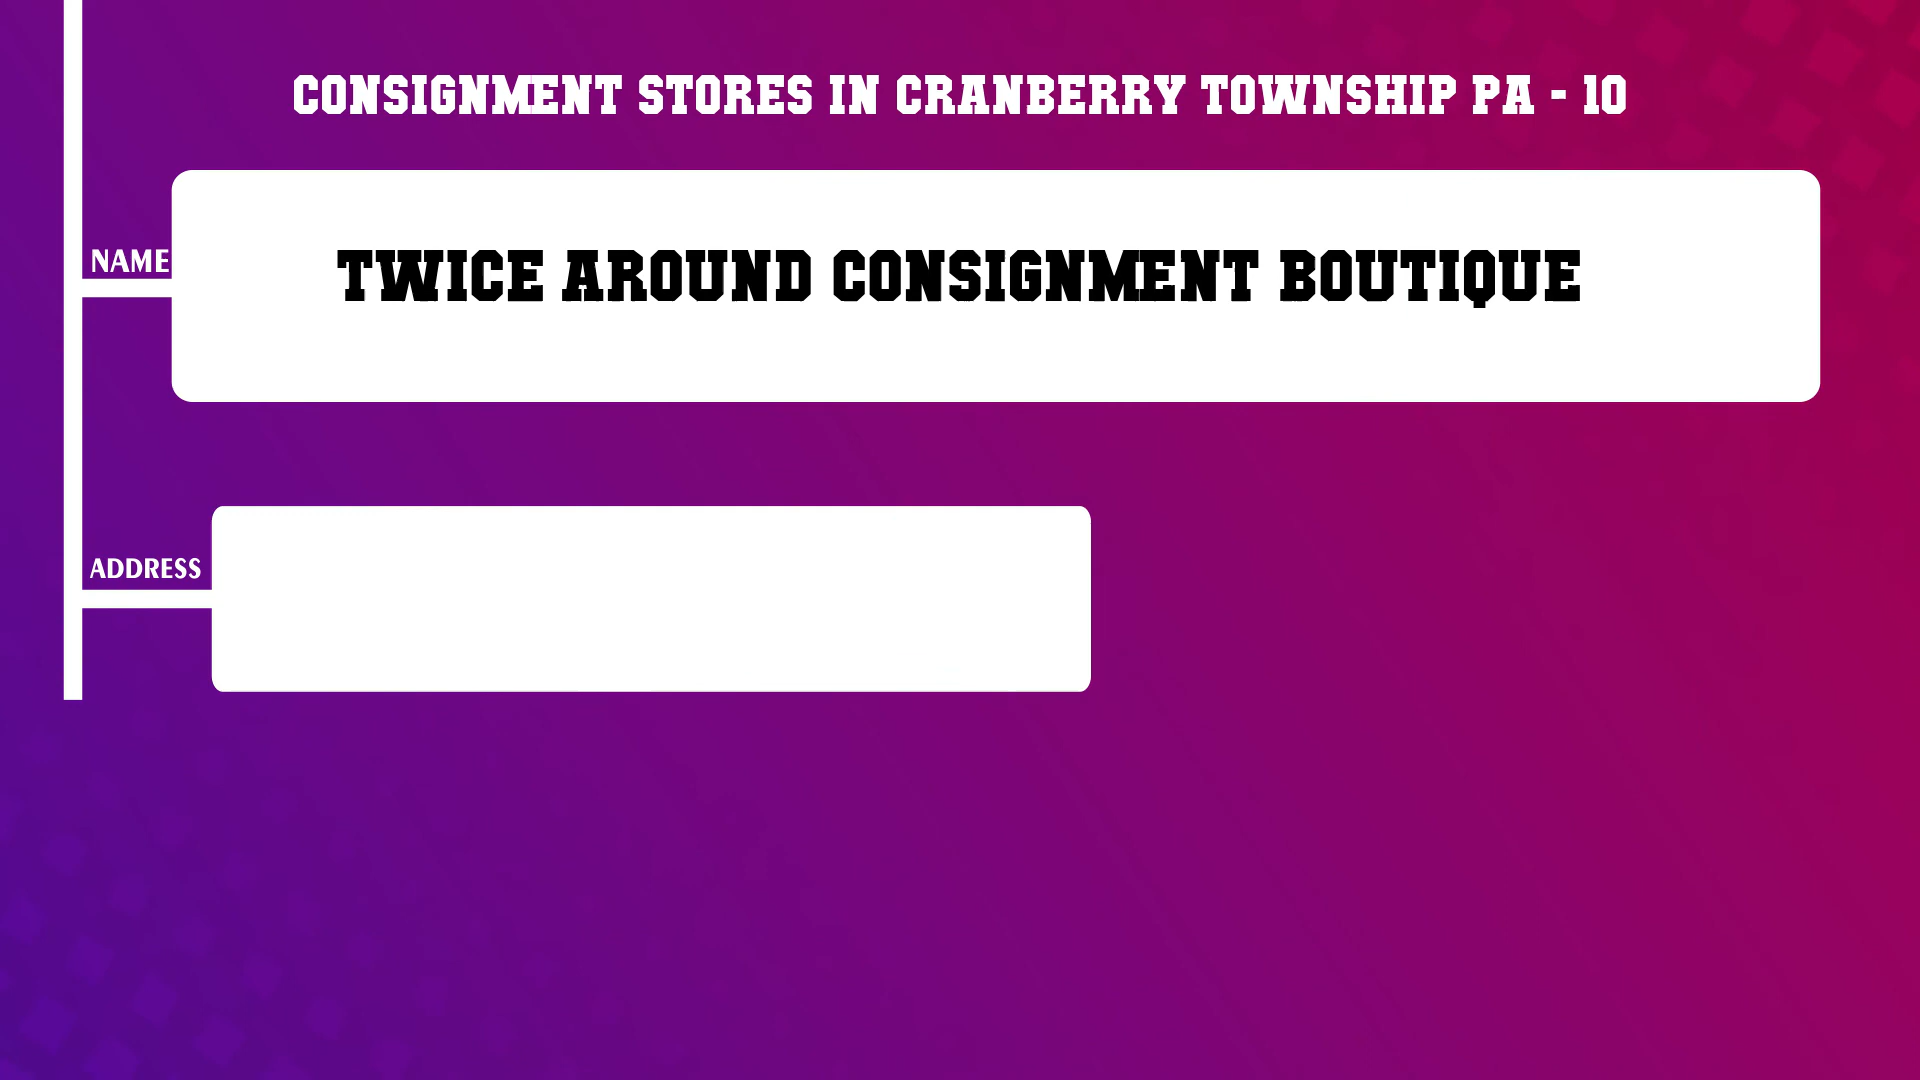 CONSIGNMENT STORES IN CRANBERRY TOWNSHIP PA - 10
NAME
TWICE AROUND CONSIGNMENT BOUTIQUE
ADDRESS